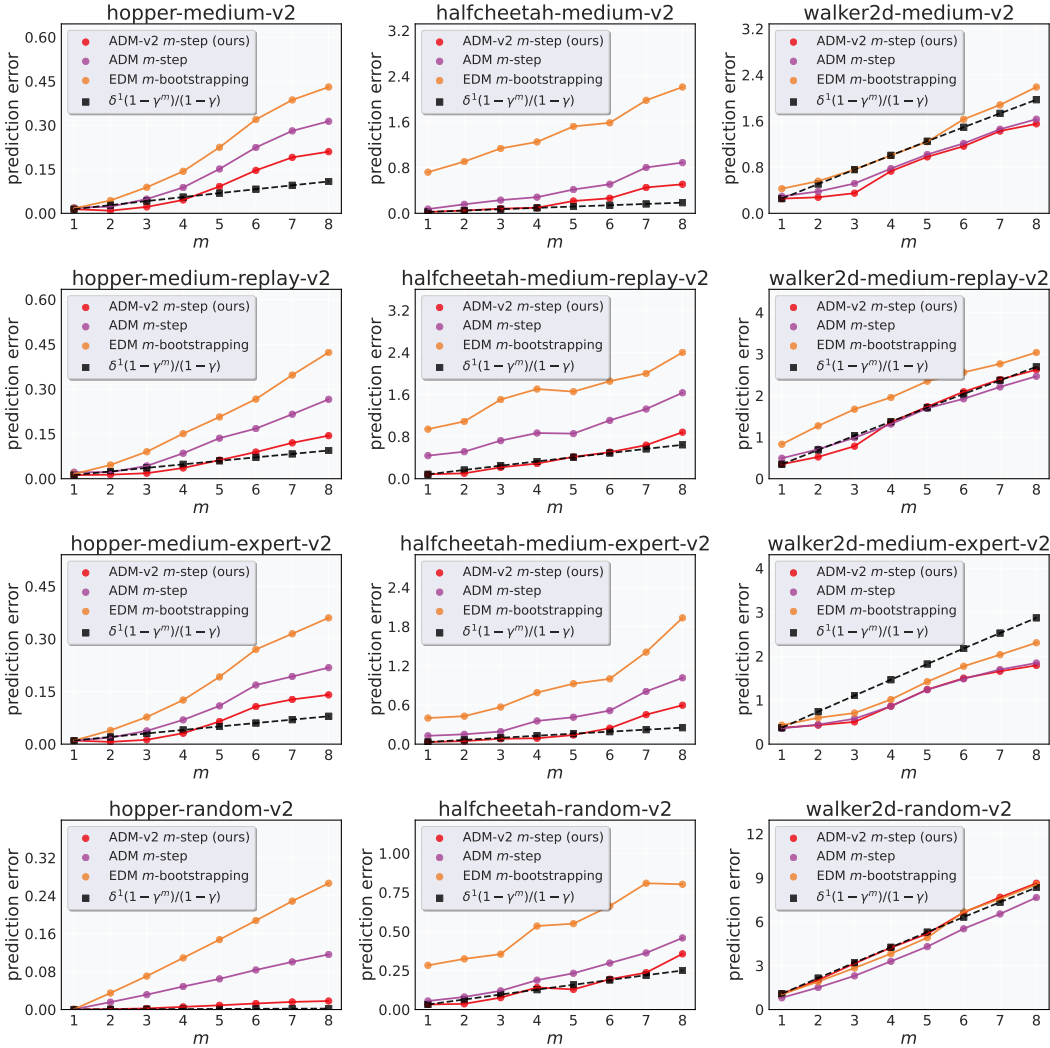 hopper-medium-v2
halfcheetah-medium-v2
walker2d-medium-v2
prediction error
0.60
0.45
0.30
0.15
0.00
ADM-v2 m-step (ours)
ADM m-step
EDM m-bootstrapping
δ¹(1 − γᵐ)/(1 − γ)
1 2 3 4 5 6 7 8
m
prediction error
3.2
2.4
1.6
0.8
0.0
ADM-v2 m-step (ours)
ADM m-step
EDM m-bootstrapping
δ¹(1 − γᵐ)/(1 − γ)
1 2 3 4 5 6 7 8
m
prediction error
3.2
2.4
1.6
0.8
0.0
ADM-v2 m-step (ours)
ADM m-step
EDM m-bootstrapping
δ¹(1 − γᵐ)/(1 − γ)
1 2 3 4 5 6 7 8
m
hopper-medium-replay-v2
halfcheetah-medium-replay-v2
walker2d-medium-replay-v2
prediction error
0.60
0.45
0.30
0.15
0.00
ADM-v2 m-step (ours)
ADM m-step
EDM m-bootstrapping
δ¹(1 − γᵐ)/(1 − γ)
1 2 3 4 5 6 7 8
m
prediction error
3.2
2.4
1.6
0.8
0.0
ADM-v2 m-step (ours)
ADM m-step
EDM m-bootstrapping
δ¹(1 − γᵐ)/(1 − γ)
1 2 3 4 5 6 7 8
m
prediction error
4
3
2
1
0
ADM-v2 m-step (ours)
ADM m-step
EDM m-bootstrapping
δ¹(1 − γᵐ)/(1 − γ)
1 2 3 4 5 6 7 8
m
hopper-medium-expert-v2
halfcheetah-medium-expert-v2
walker2d-medium-expert-v2
prediction error
0.45
0.30
0.15
0.00
ADM-v2 m-step (ours)
ADM m-step
EDM m-bootstrapping
δ¹(1 − γᵐ)/(1 − γ)
1 2 3 4 5 6 7 8
m
prediction error
2.4
1.8
1.2
0.6
0.0
ADM-v2 m-step (ours)
ADM m-step
EDM m-bootstrapping
δ¹(1 − γᵐ)/(1 − γ)
1 2 3 4 5 6 7 8
m
prediction error
4
3
2
1
0
ADM-v2 m-step (ours)
ADM m-step
EDM m-bootstrapping
δ¹(1 − γᵐ)/(1 − γ)
1 2 3 4 5 6 7 8
m
hopper-random-v2
halfcheetah-random-v2
walker2d-random-v2
prediction error
0.32
0.24
0.16
0.08
0.00
ADM-v2 m-step (ours)
ADM m-step
EDM m-bootstrapping
δ¹(1 − γᵐ)/(1 − γ)
1 2 3 4 5 6 7 8
m
prediction error
1.00
0.75
0.50
0.25
0.00
ADM-v2 m-step (ours)
ADM m-step
EDM m-bootstrapping
δ¹(1 − γᵐ)/(1 − γ)
1 2 3 4 5 6 7 8
m
prediction error
12
9
6
3
0
ADM-v2 m-step (ours)
ADM m-step
EDM m-bootstrapping
δ¹(1 − γᵐ)/(1 − γ)
1 2 3 4 5 6 7 8
m